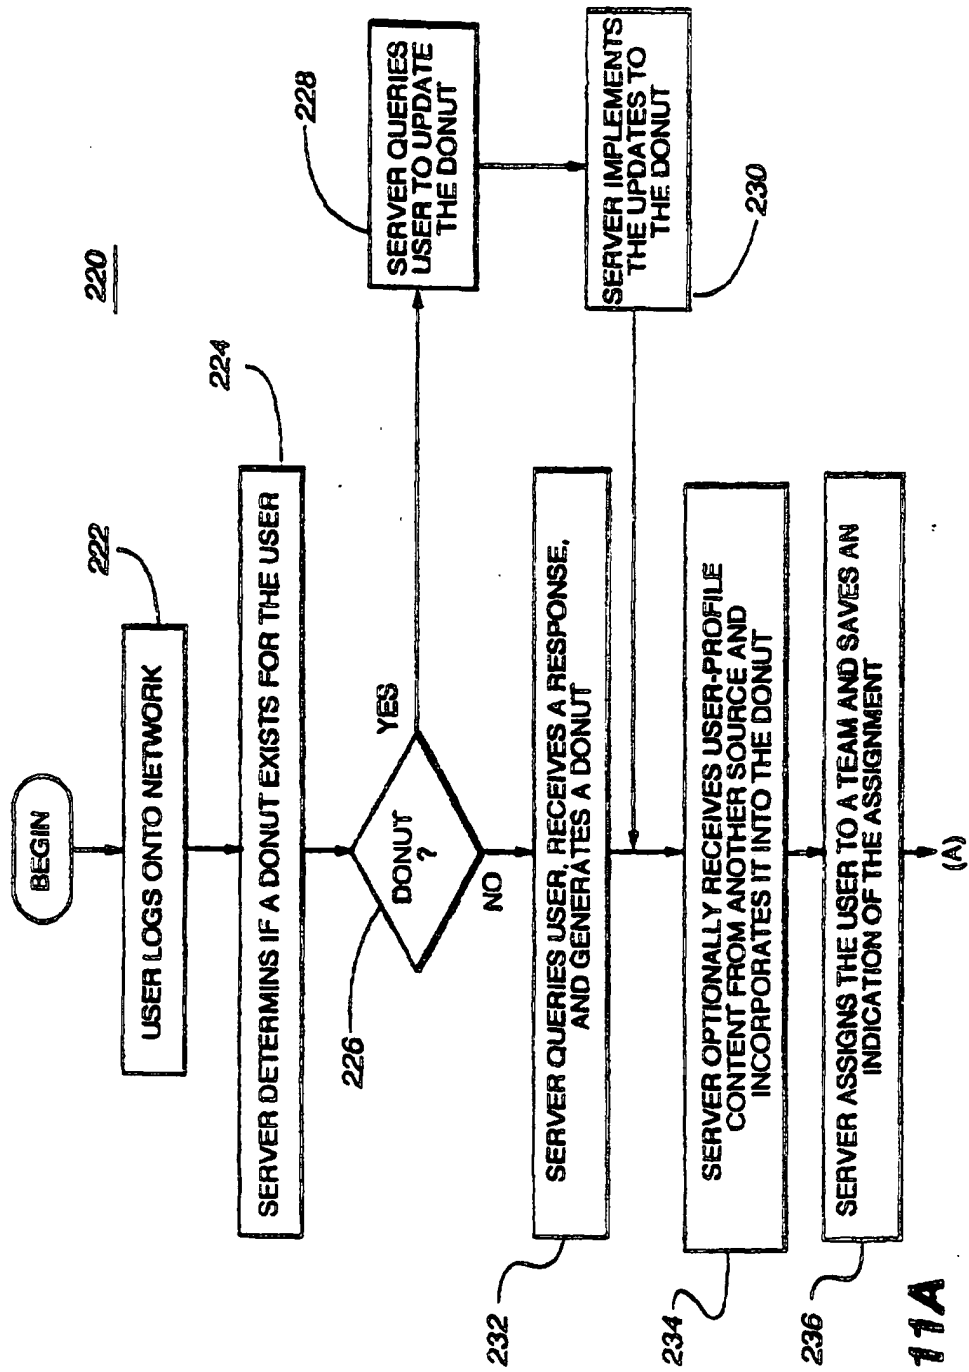 220
BEGIN
USER LOGS ONTO NETWORK
222
SERVER DETERMINS IF A DONUT EXISTS FOR THE USER
224
DONUT
?
226
YES
NO
SERVER QUERIES
USER TO UPDATE
THE DONUT
228
SERVER IMPLEMENTS
THE UPDATES TO
THE DONUT
230
SERVER QUERIES USER, RECEIVES A RESPONSE,
AND GENERATES A DONUT
232
SERVER OPTIONALLY RECEIVES USER-PROFILE
CONTENT FROM ANOTHER SOURCE AND
INCORPORATES IT INTO THE DONUT
234
SERVER ASSIGNS THE USER TO A TEAM AND SAVES AN
INDICATION OF THE ASSIGNMENT
236
(A)
11A